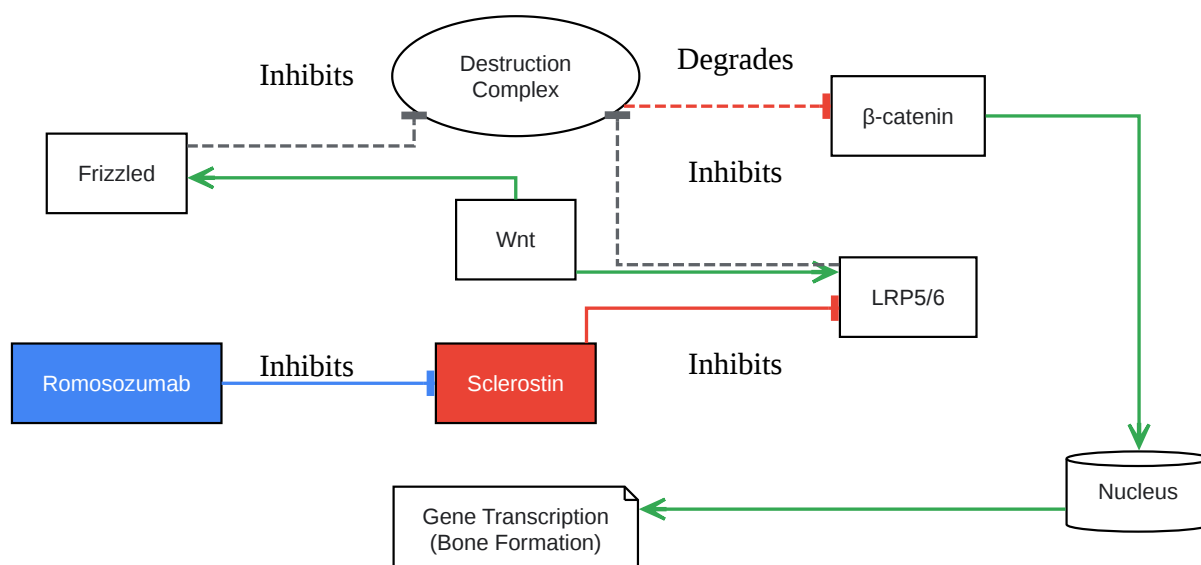 Destruction
Complex
Inhibits
Degrades
β-catenin
Frizzled
Inhibits
Wnt
LRP5/6
Romosozumab
Inhibits
Sclerostin
Inhibits
Nucleus
Gene Transcription
(Bone Formation)